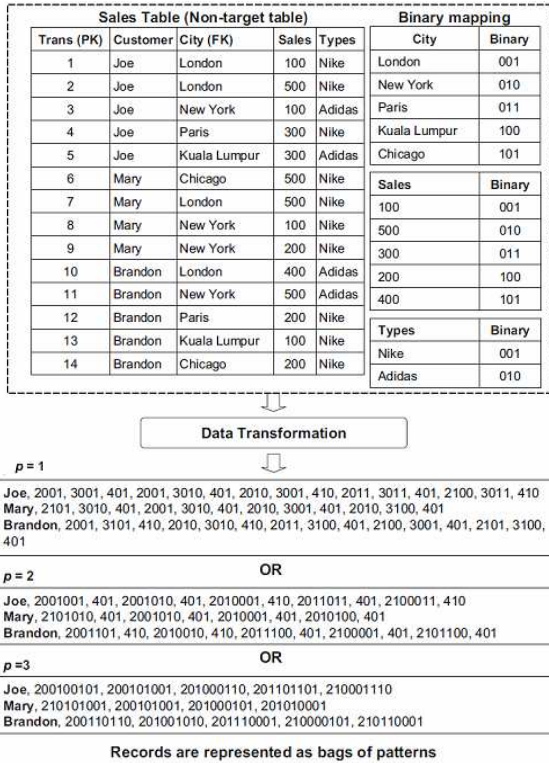 Sales Table (Non-target table)
Trans (PK) Customer City (FK) Sales Types
1 Joe London 100 Nike
2 Joe London 500 Nike
3 Joe New York 100 Adidas
4 Joe Paris 300 Nike
5 Joe Kuala Lumpur 300 Adidas
6 Mary Chicago 500 Nike
7 Mary London 500 Nike
8 Mary New York 100 Nike
9 Mary New York 200 Nike
10 Brandon London 400 Adidas
11 Brandon New York 500 Adidas
12 Brandon Paris 200 Nike
13 Brandon Kuala Lumpur 100 Nike
14 Brandon Chicago 200 Nike
Binary mapping
City Binary
London 001
New York 010
Paris 011
Kuala Lumpur 100
Chicago 101
Sales Binary
100 001
500 010
300 011
200 100
400 101
Types Binary
Nike 001
Adidas 010
Data Transformation
p = 1
Joe, 2001, 3001, 401, 2001, 3010, 401, 2010, 3001, 410, 2011, 3011, 401, 2100, 3011, 410
Mary, 2101, 3010, 401, 2001, 3010, 401, 2010, 3001, 401, 2010, 3100, 401
Brandon, 2001, 3101, 410, 2010, 3010, 410, 2011, 3100, 401, 2100, 3001, 401, 2101, 3100,
401
OR
p = 2
Joe, 2001001, 401, 2001010, 401, 2010001, 410, 2011011, 401, 2100011, 410
Mary, 2101010, 401, 2001010, 401, 2010001, 401, 2010100, 401
Brandon, 2001101, 410, 2010010, 410, 2011100, 401, 2100001, 401, 2101100, 401
OR
p =3
Joe, 200100101, 200101001, 201000110, 201101101, 210001110
Mary, 210101001, 200101001, 201000101, 201010001
Brandon, 200110110, 201001010, 201110001, 210000101, 210110001
Records are represented as bags of patterns